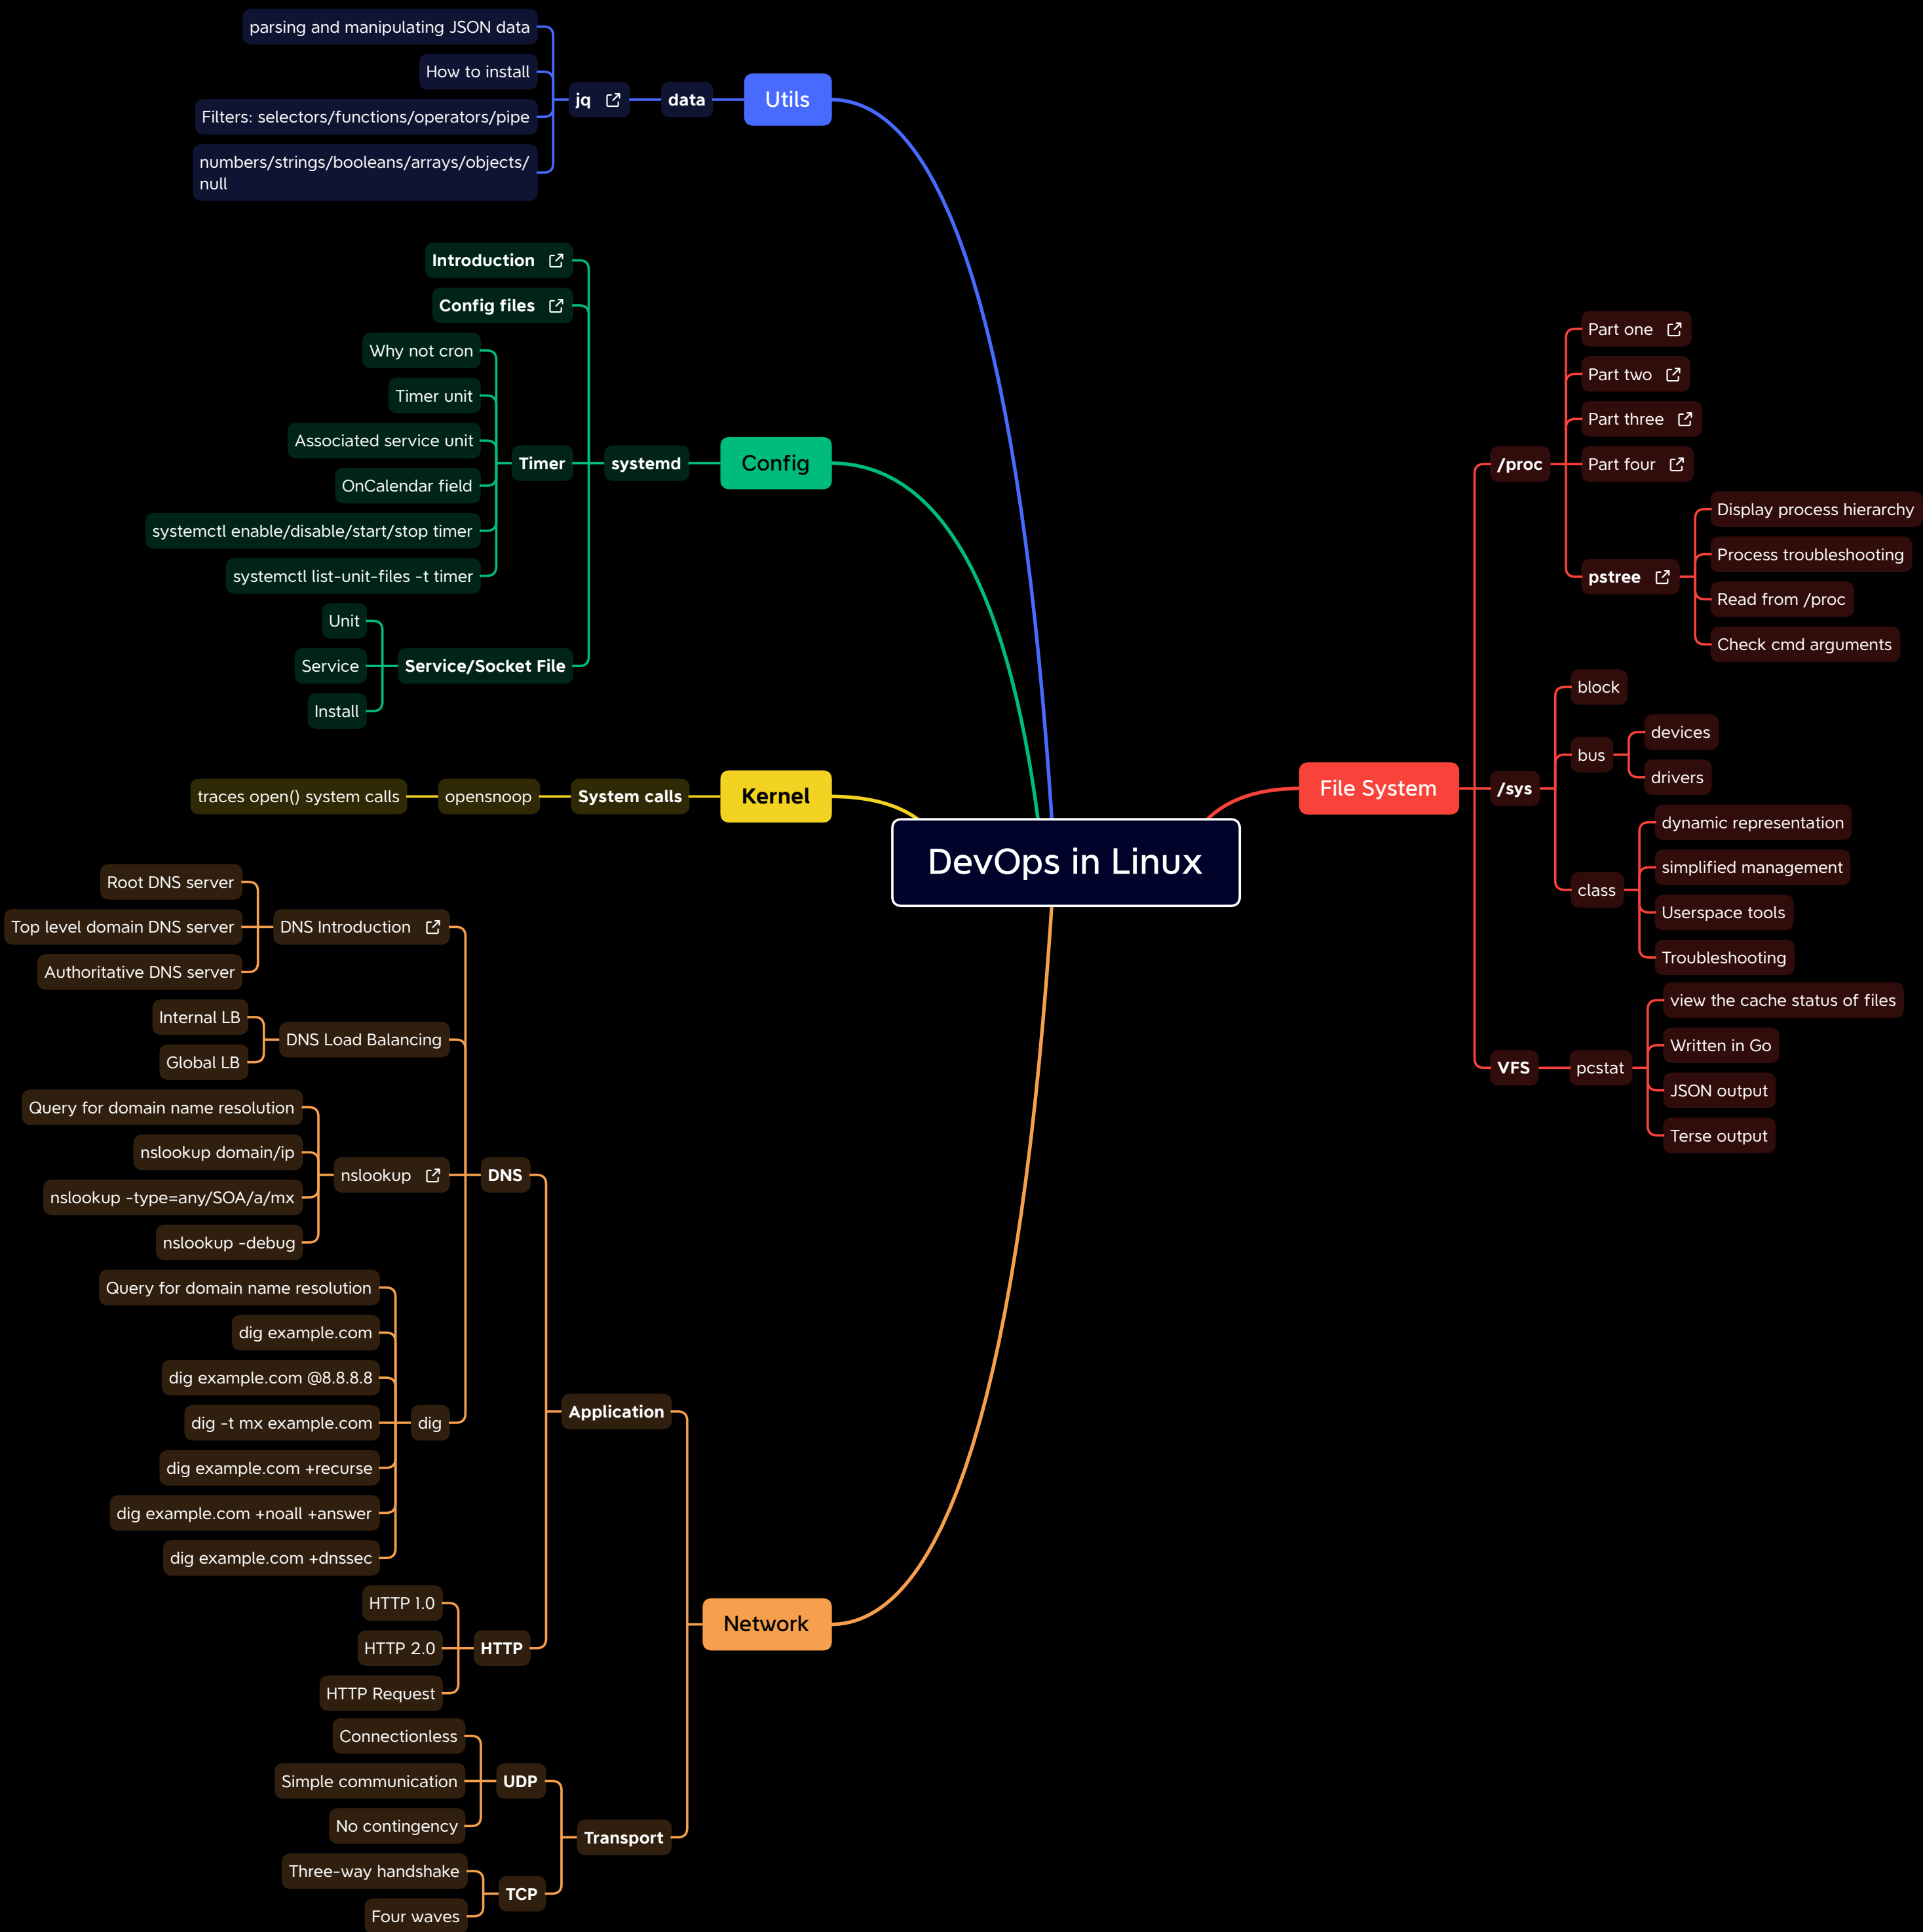 parsing and manipulating JSON data
How to install
Filters: selectors/functions/operators/pipe
numbers/strings/booleans/arrays/objects/
null
jq
data
Utils
Introduction
Config files
Why not cron
Timer unit
Associated service unit
OnCalendar field
systemctl enable/disable/start/stop timer
systemctl list-unit-files -t timer
Timer
Unit
Service
Install
Service/Socket File
systemd
Config
traces open() system calls
opensnoop
System calls
Kernel
DevOps in Linux
Root DNS server
Top level domain DNS server
Authoritative DNS server
DNS Introduction
Internal LB
Global LB
DNS Load Balancing
Query for domain name resolution
nslookup domain/ip
nslookup -type=any/SOA/a/mx
nslookup -debug
nslookup
Query for domain name resolution
dig example.com
dig example.com @8.8.8.8
dig -t mx example.com
dig example.com +recurse
dig example.com +noall +answer
dig example.com +dnssec
dig
DNS
HTTP 1.0
HTTP 2.0
HTTP Request
HTTP
Application
Connectionless
Simple communication
No contingency
UDP
Three-way handshake
Four waves
TCP
Transport
Network
File System
/proc
Part one
Part two
Part three
Part four
pstree
Display process hierarchy
Process troubleshooting
Read from /proc
Check cmd arguments
/sys
block
bus
devices
drivers
class
dynamic representation
simplified management
Userspace tools
Troubleshooting
VFS
pcstat
view the cache status of files
Written in Go
JSON output
Terse output